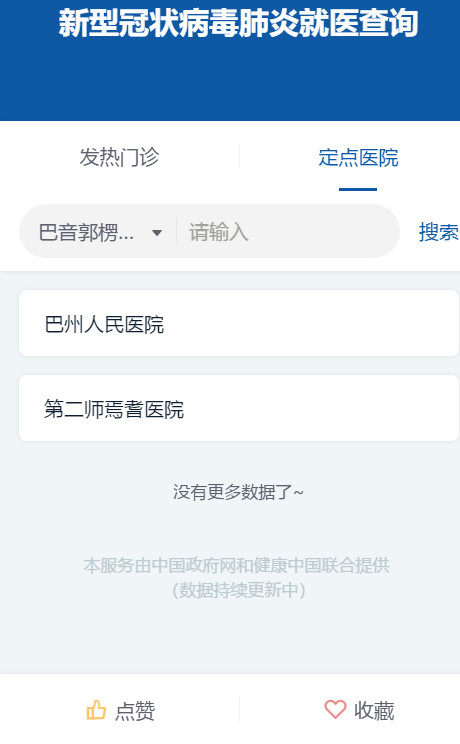 新型冠状病毒肺炎就医查询
发热门诊
定点医院
巴音郭楞...
请输入
搜索
巴州人民医院
第二师焉耆医院
没有更多数据了~
本服务由中国政府网和健康中国联合提供
（数据持续更新中）
点赞
收藏